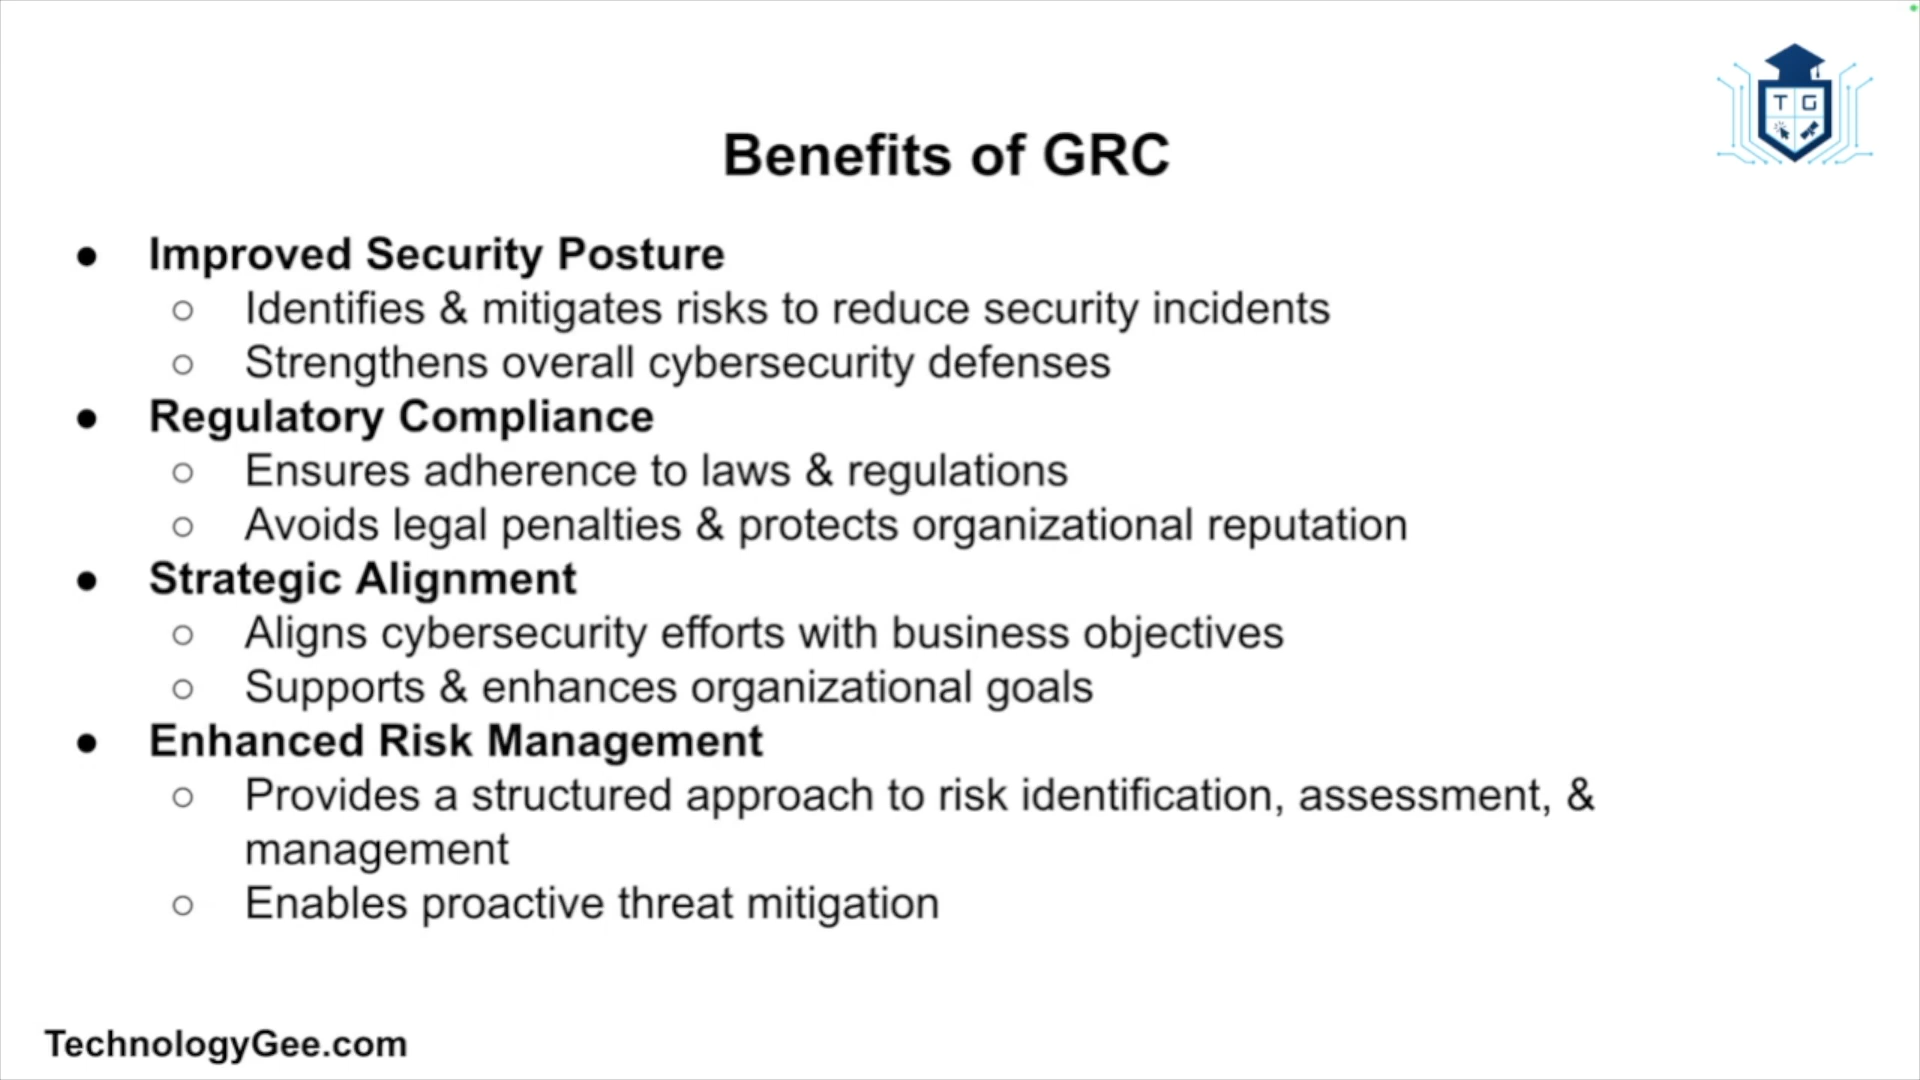 T G
Benefits of GRC
● Improved Security Posture
○ Identifies & mitigates risks to reduce security incidents
○ Strengthens overall cybersecurity defenses
● Regulatory Compliance
○ Ensures adherence to laws & regulations
○ Avoids legal penalties & protects organizational reputation
● Strategic Alignment
○ Aligns cybersecurity efforts with business objectives
○ Supports & enhances organizational goals
● Enhanced Risk Management
○ Provides a structured approach to risk identification, assessment, &
management
○ Enables proactive threat mitigation
TechnologyGee.com